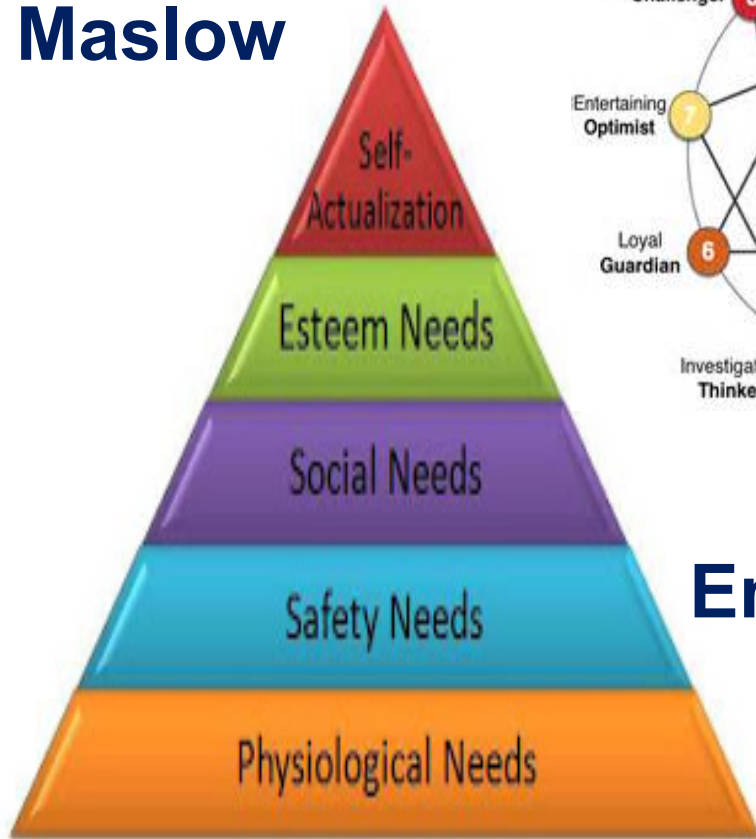 Maslow
Self-
Actualization
Esteem Needs
Social Needs
Safety Needs
Physiological Needs
Entertaining
Optimist
7
Loyal
Guardian
6